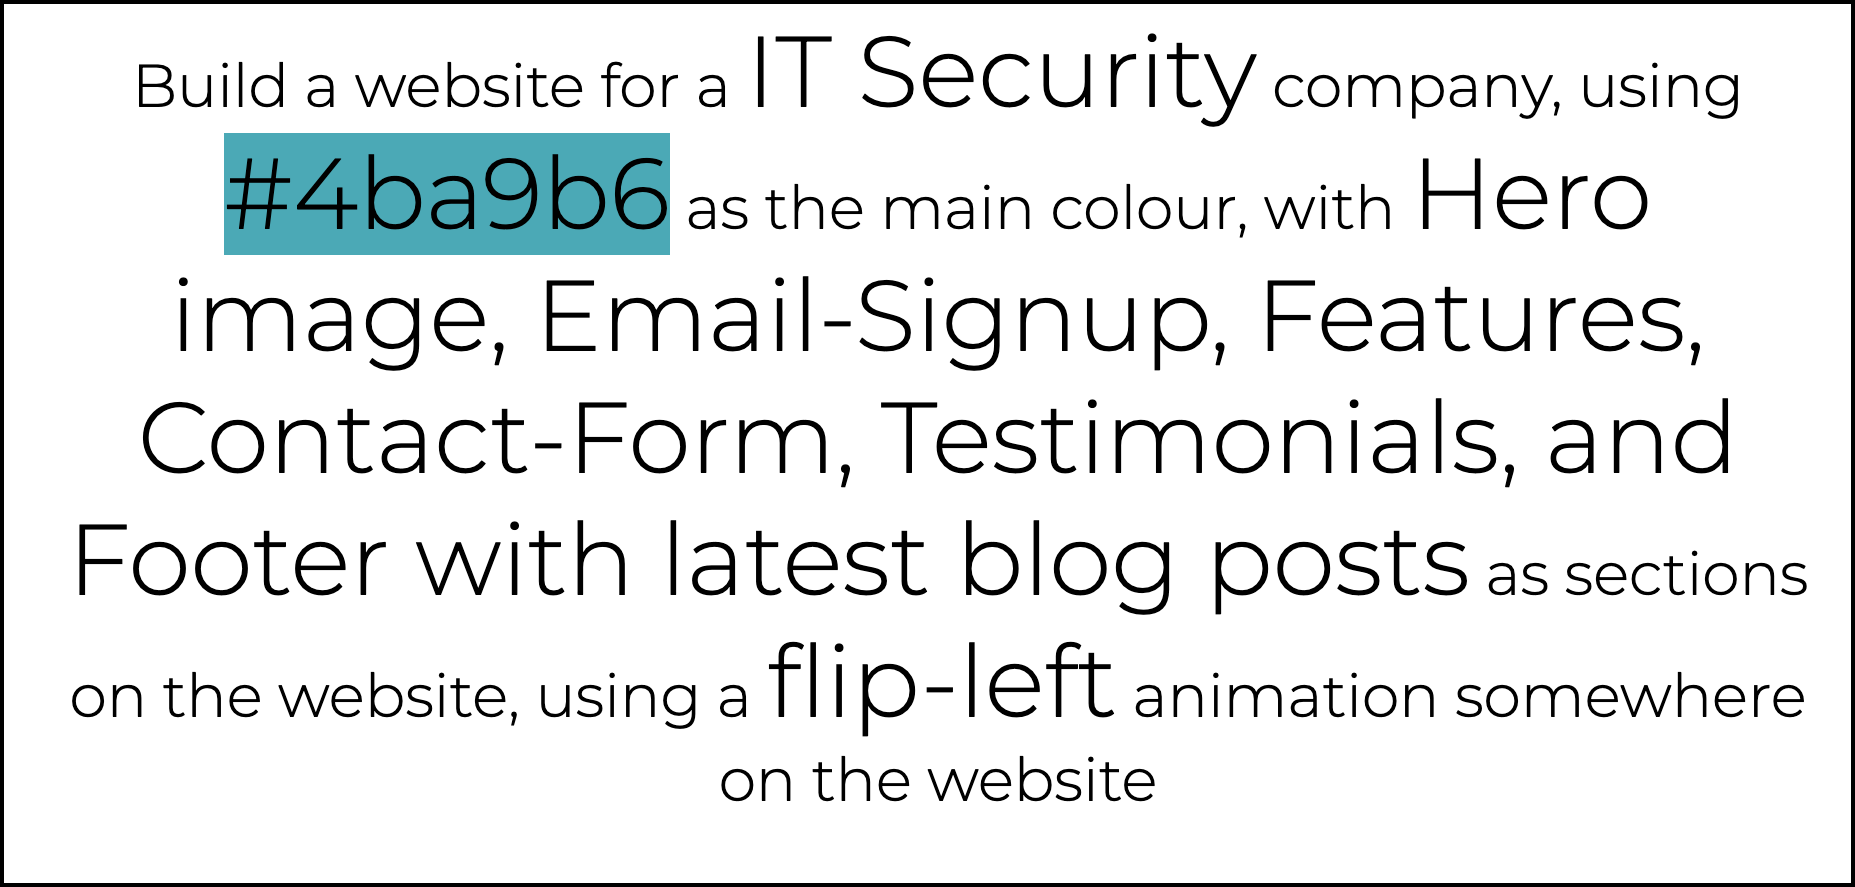 Build a website for a IT Security company, using
#4ba9b6 as the main colour, with Hero
image, Email-Signup, Features,
Contact-Form, Testimonials, and
Footer with latest blog posts as sections
on the website, using a flip-left animation somewhere
on the website